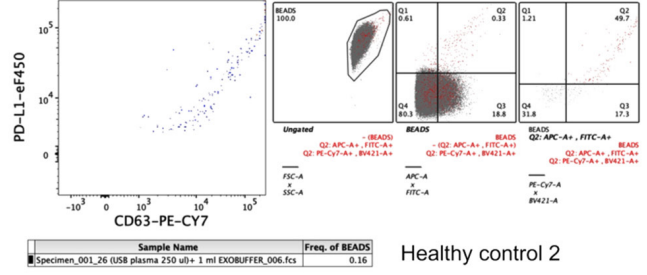 PD-L1-eF450
10^5
10^4
0
-10^3 0 10^3 10^4 10^5
CD63-PE-CY7
BEADS
100.0
Ungated
- (BEADS)
Q2: APC-A+ , FITC-A+
Q2: PE-Cy7-A+ , BV421-A+
FSC-A
x
SSC-A
Q1
0.61
Q2
0.33
Q4
80.3
Q3
18.8
BEADS
BEADS
- (Q2: APC-A+ , FITC-A+)
Q2: PE-Cy7-A+ , BV421-A+
APC-A
x
FITC-A
Q1
1.21
Q2
49.7
Q4
31.8
Q3
17.3
BEADS
Q2: APC-A+ , FITC-A+
BEADS
Q2: APC-A+ , FITC-A+
Q2: PE-Cy7-A+ , BV421-A+
PE-Cy7-A
x
BV421-A
Sample Name Freq. of BEADS
Specimen_001_26 (USB plasma 250 ul)+ 1 ml EXOBUFFER_006.fcs 0.16
Healthy control 2